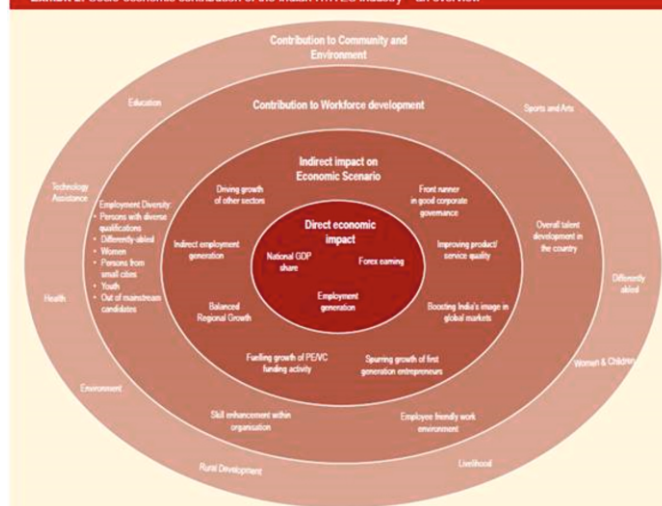 Contribution to Community and
Environment
Education
Sports and Arts
Contribution to Workforce development
Technology
Assistance
Indirect impact on
Economic Scenario
Driving growth
of other sectors
Front runner
in good corporate
governance
Employment Diversity:
• Persons with diverse
qualifications
• Differently-abled
• Women
• Persons from
small cities
• Youth
• Out of mainstream
candidates
Direct economic
impact
Overall talent
development in
the country
Indirect employment
generation
National GDP
share
Forex earning
Improving product/
service quality
Differently
abled
Health
Employment
generation
Balanced
Regional Growth
Boosting India's image in
global markets
Fuelling growth of PE/VC
funding activity
Spurring growth of first
generation entrepreneurs
Women & Children
Environment
Skill enhancement within
organisation
Employee friendly work
environment
Rural Development
Livelihood